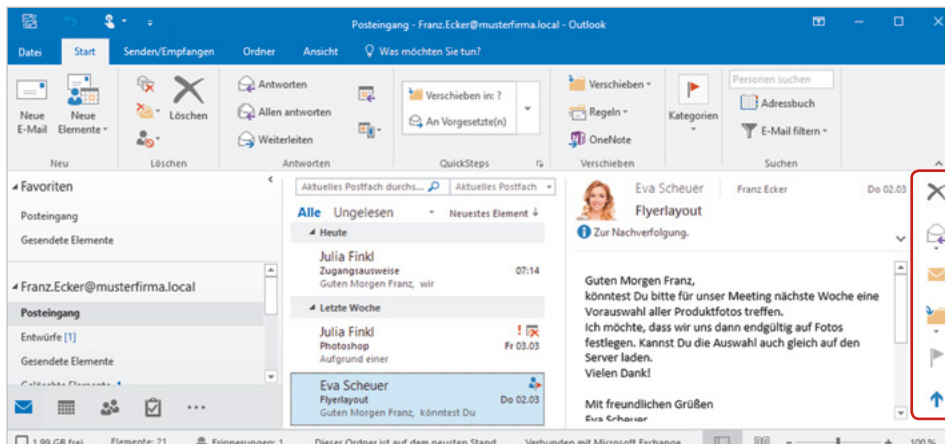 Posteingang - Franz.Ecker@musterfirma.local - Outlook
Datei Start Senden/Empfangen Ordner Ansicht Was möchten Sie tun?
Neue E-Mail
Neue Elemente
Neu
Löschen
Löschen
Antworten
Allen antworten
Weiterleiten
Antworten
Verschieben in: ?
An Vorgesetzte(n)
QuickSteps
Verschieben
Regeln
OneNote
Verschieben
Kategorien
Personen suchen
Adressbuch
E-Mail filtern
Suchen
Favoriten
Posteingang
Gesendete Elemente
Franz.Ecker@musterfirma.local
Posteingang
Entwürfe [1]
Gesendete Elemente
Aktuelles Postfach durchs... Aktuelles Postfach
Alle Ungelesen Neuestes Element
Heute
Julia Finkl
Zugangsausweise 07:14
Guten Morgen Franz, wir
Letzte Woche
Julia Finkl
Photoshop Fr 03.03
Aufgrund einer
Eva Scheuer
Flyerlayout Do 02.03
Guten Morgen Franz, könntest Du
Eva Scheuer Franz Ecker Do 02.03
Flyerlayout
Zur Nachverfolgung.
Guten Morgen Franz,
könntest Du bitte für unser Meeting nächste Woche eine
Vorauswahl aller Produktfotos treffen.
Ich möchte, dass wir uns dann endgültig auf Fotos
festlegen. Kannst Du die Auswahl auch gleich auf den
Server laden.
Vielen Dank!
Mit freundlichen Grüßen
Eva Scheuer
1,99 GB frei Elemente: 21 Erinnerungen: 1 Dieser Ordner ist auf dem neusten Stand. Verbunden mit Microsoft Exchange 100 %